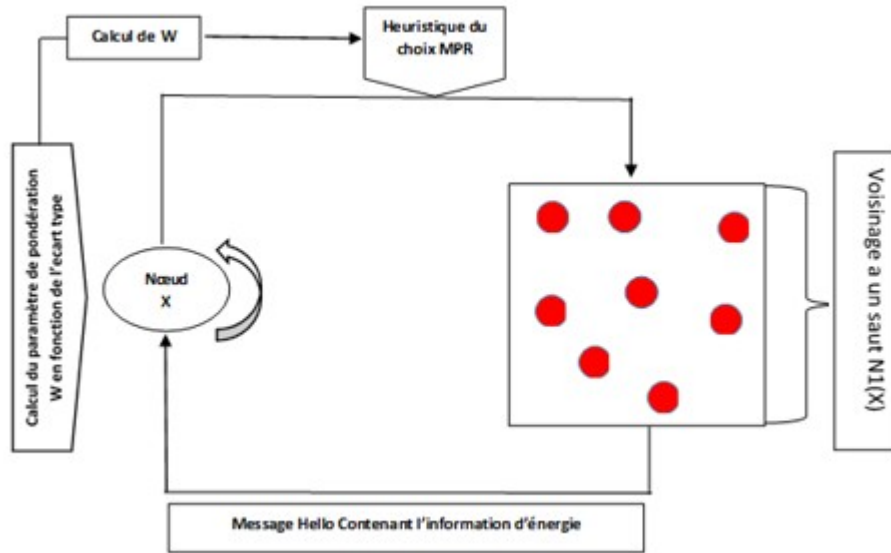 Calcul de W
Heuristique du
choix MPR
Calcul du paramètre de pondération
W en fonction de l'ecart type
Nœud
X
Voisinage a un saut N1(X)
Message Hello Contenant l'information d'énergie